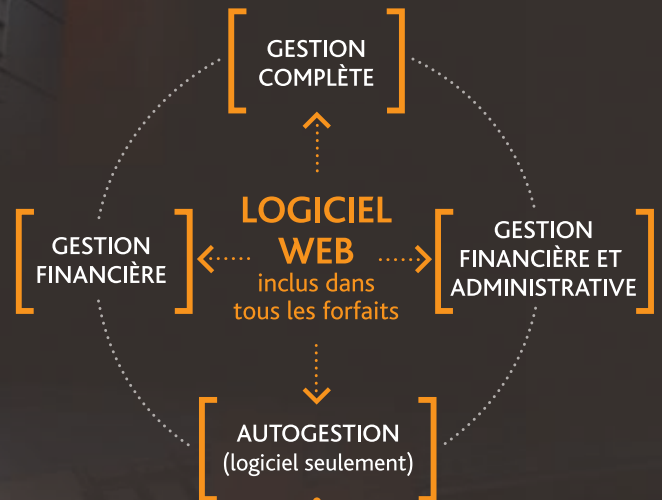 GESTION
COMPLÈTE
LOGICIEL
WEB
inclus dans
tous les forfaits
GESTION
FINANCIÈRE
GESTION
FINANCIÈRE ET
ADMINISTRATIVE
AUTOGESTION
(logiciel seulement)